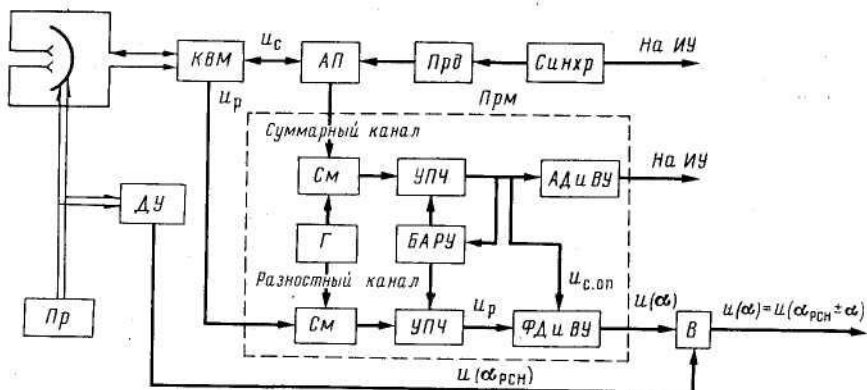 На ИУ
КВМ
u_c
АП
Прд
Синхр
Прм
u_р
Суммарный канал
См
УПЧ
АД и ВУ
На ИУ
ДУ
Г
БАРУ
u_с.оп
Разностный канал
Пр
См
УПЧ
u_р
ФД и ВУ
u(α)
В
u(α)=u(α_РСН ± α)
u(α_РСН)